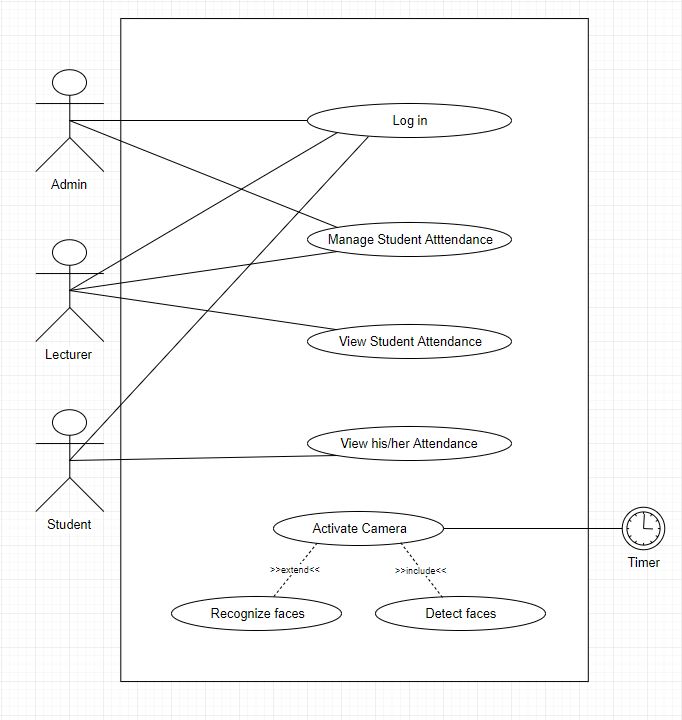 Log in
Admin
Manage Student Atttendance
View Student Attendance
Lecturer
View his/her Attendance
Student
Activate Camera
Timer
>>extend<<
>>include<<
Recognize faces
Detect faces